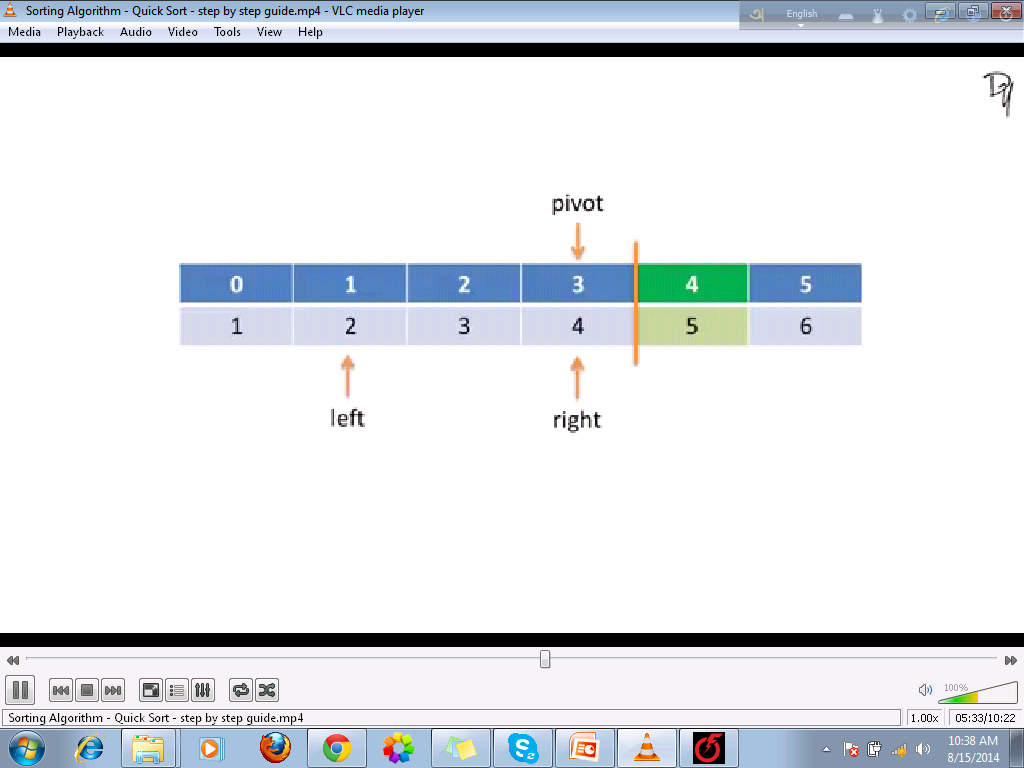 Sorting Algorithm - Quick Sort - step by step guide.mp4 - VLC media player
English
Media Playback Audio Video Tools View Help
pivot
0 1 2 3 4 5
1 2 3 4 5 6
left right
100%
Sorting Algorithm - Quick Sort - step by step guide.mp4 1.00x 05:33/10:22
10:38 AM
8/15/2014